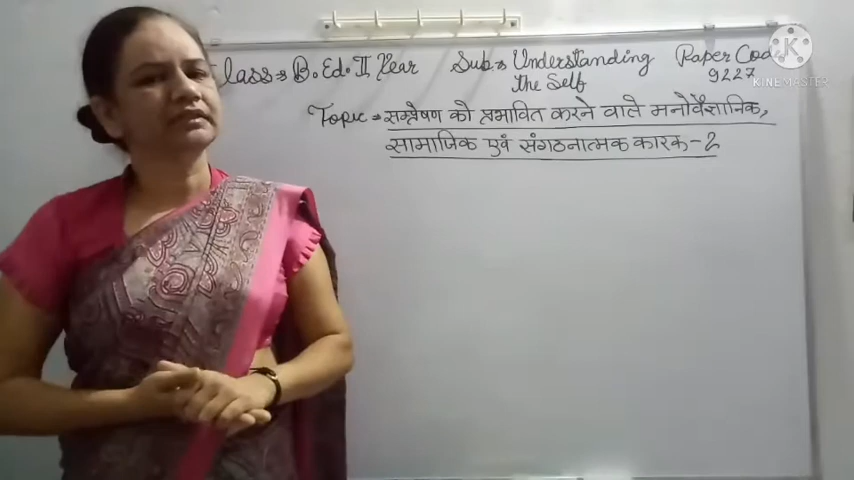 Class → B.Ed. II Year Sub. → Understanding Paper Cod
the Self 9227
Topic → सम्प्रेषण को प्रभावित करने वाले मनोवैज्ञानिक,
सामाजिक एवं संगठनात्मक कारक-2
KINEMASTER